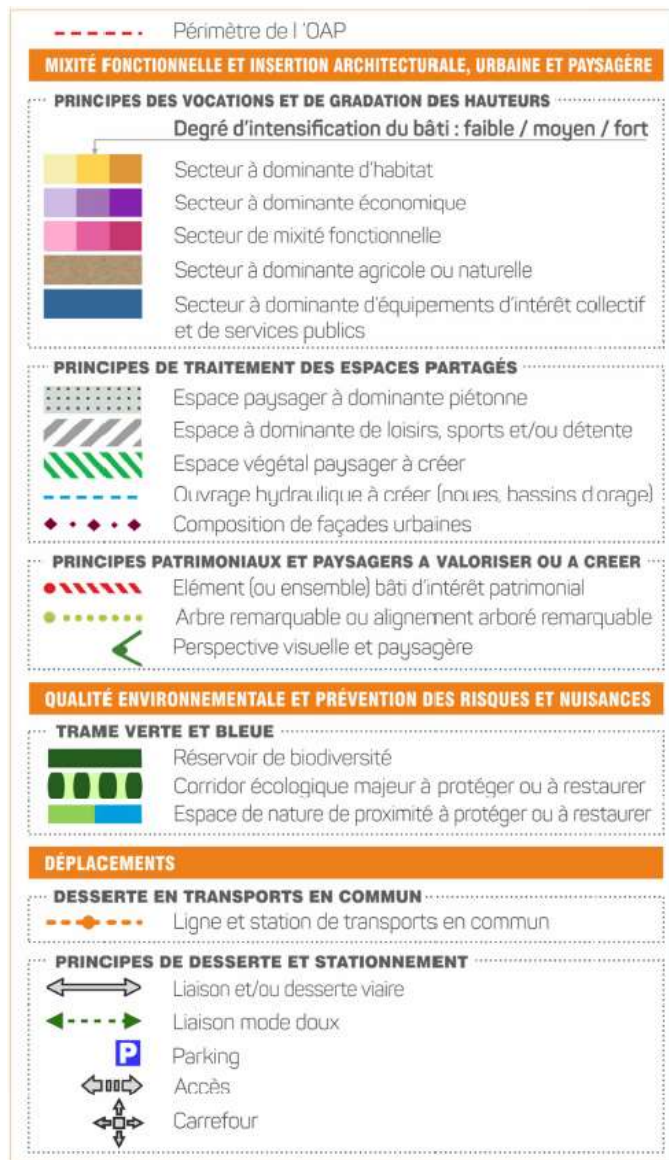 Périmètre de l 'OAP
MIXITÉ FONCTIONNELLE ET INSERTION ARCHITECTURALE, URBAINE ET PAYSAGÈRE
PRINCIPES DES VOCATIONS ET DE GRADATION DES HAUTEURS
Degré d'intensification du bâti : faible / moyen / fort
Secteur à dominante d'habitat
Secteur à dominante économique
Secteur de mixité fonctionnelle
Secteur à dominante agricole ou naturelle
Secteur à dominante d'équipements d'intérêt collectif
et de services publics
PRINCIPES DE TRAITEMENT DES ESPACES PARTAGÉS
Espace paysager à dominante piétonne
Espace à dominante de loisirs, sports et/ou détente
Espace végétal paysager à créer
Ouvrage hydraulique à créer (noues, bassins d'orage)
Composition de façades urbaines
PRINCIPES PATRIMONIAUX ET PAYSAGERS A VALORISER OU A CREER
Elément (ou ensemble) bâti d'intérêt patrimonial
Arbre remarquable ou alignement arboré remarquable
Perspective visuelle et paysagère
QUALITÉ ENVIRONNEMENTALE ET PRÉVENTION DES RISQUES ET NUISANCES
TRAME VERTE ET BLEUE
Réservoir de biodiversité
Corridor écologique majeur à protéger ou à restaurer
Espace de nature de proximité à protéger ou à restaurer
DÉPLACEMENTS
DESSERTE EN TRANSPORTS EN COMMUN
Ligne et station de transports en commun
PRINCIPES DE DESSERTE ET STATIONNEMENT
Liaison et/ou desserte viaire
Liaison mode doux
P Parking
Accès
Carrefour